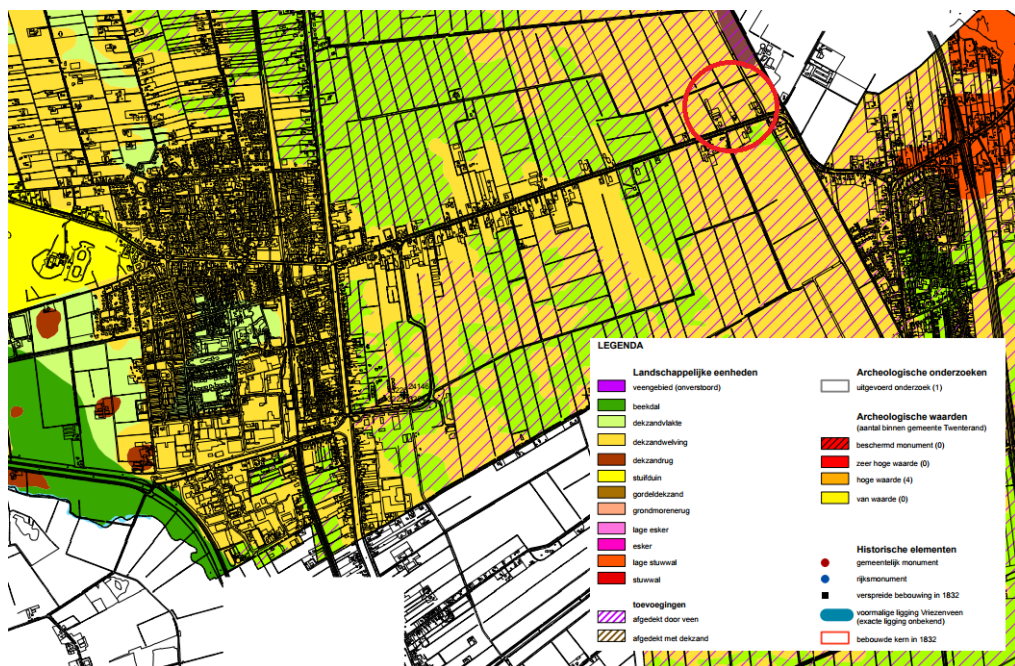 LEGENDA
Landschappelijke eenheden
veengebied (onverstoord)
beekdal
dekzandvlakte
dekzandwelving
dekzandrug
stuifduin
gordeldekzand
grondmorenerug
lage esker
esker
lage stuwwal
stuwwal
toevoegingen
afgedekt door veen
afgedekt met dekzand
Archeologische onderzoeken
uitgevoerd onderzoek (1)
Archeologische waarden
(aantal binnen gemeente Twenterand)
beschermd monument (0)
zeer hoge waarde (0)
hoge waarde (4)
van waarde (0)
Historische elementen
gemeentelijk monument
rijksmonument
verspreide bebouwing in 1832
voormalige ligging Vriezenveen
(exacte ligging onbekend)
bebouwde kern in 1832